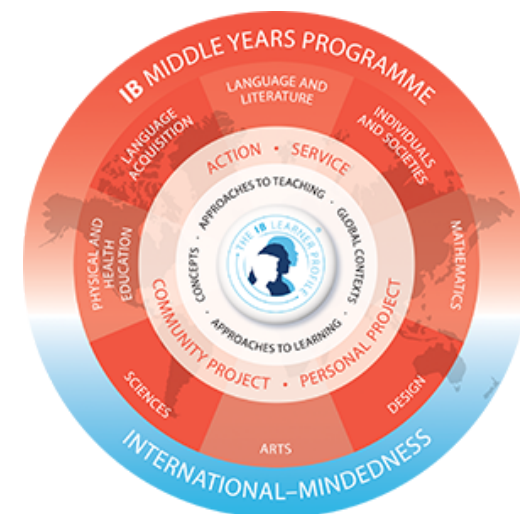 IB MIDDLE YEARS PROGRAMME
LANGUAGE AND
LITERATURE
INDIVIDUALS
AND SOCIETIES
MATHEMATICS
DESIGN
ARTS
SCIENCES
PHYSICAL AND
HEALTH
EDUCATION
LANGUAGE
ACQUISITION
ACTION • SERVICE
COMMUNITY PROJECT • PERSONAL PROJECT
APPROACHES TO TEACHING •
GLOBAL CONTEXTS •
APPROACHES TO LEARNING •
CONCEPTS •
THE IB LEARNER PROFILE
®
INTERNATIONAL–MINDEDNESS